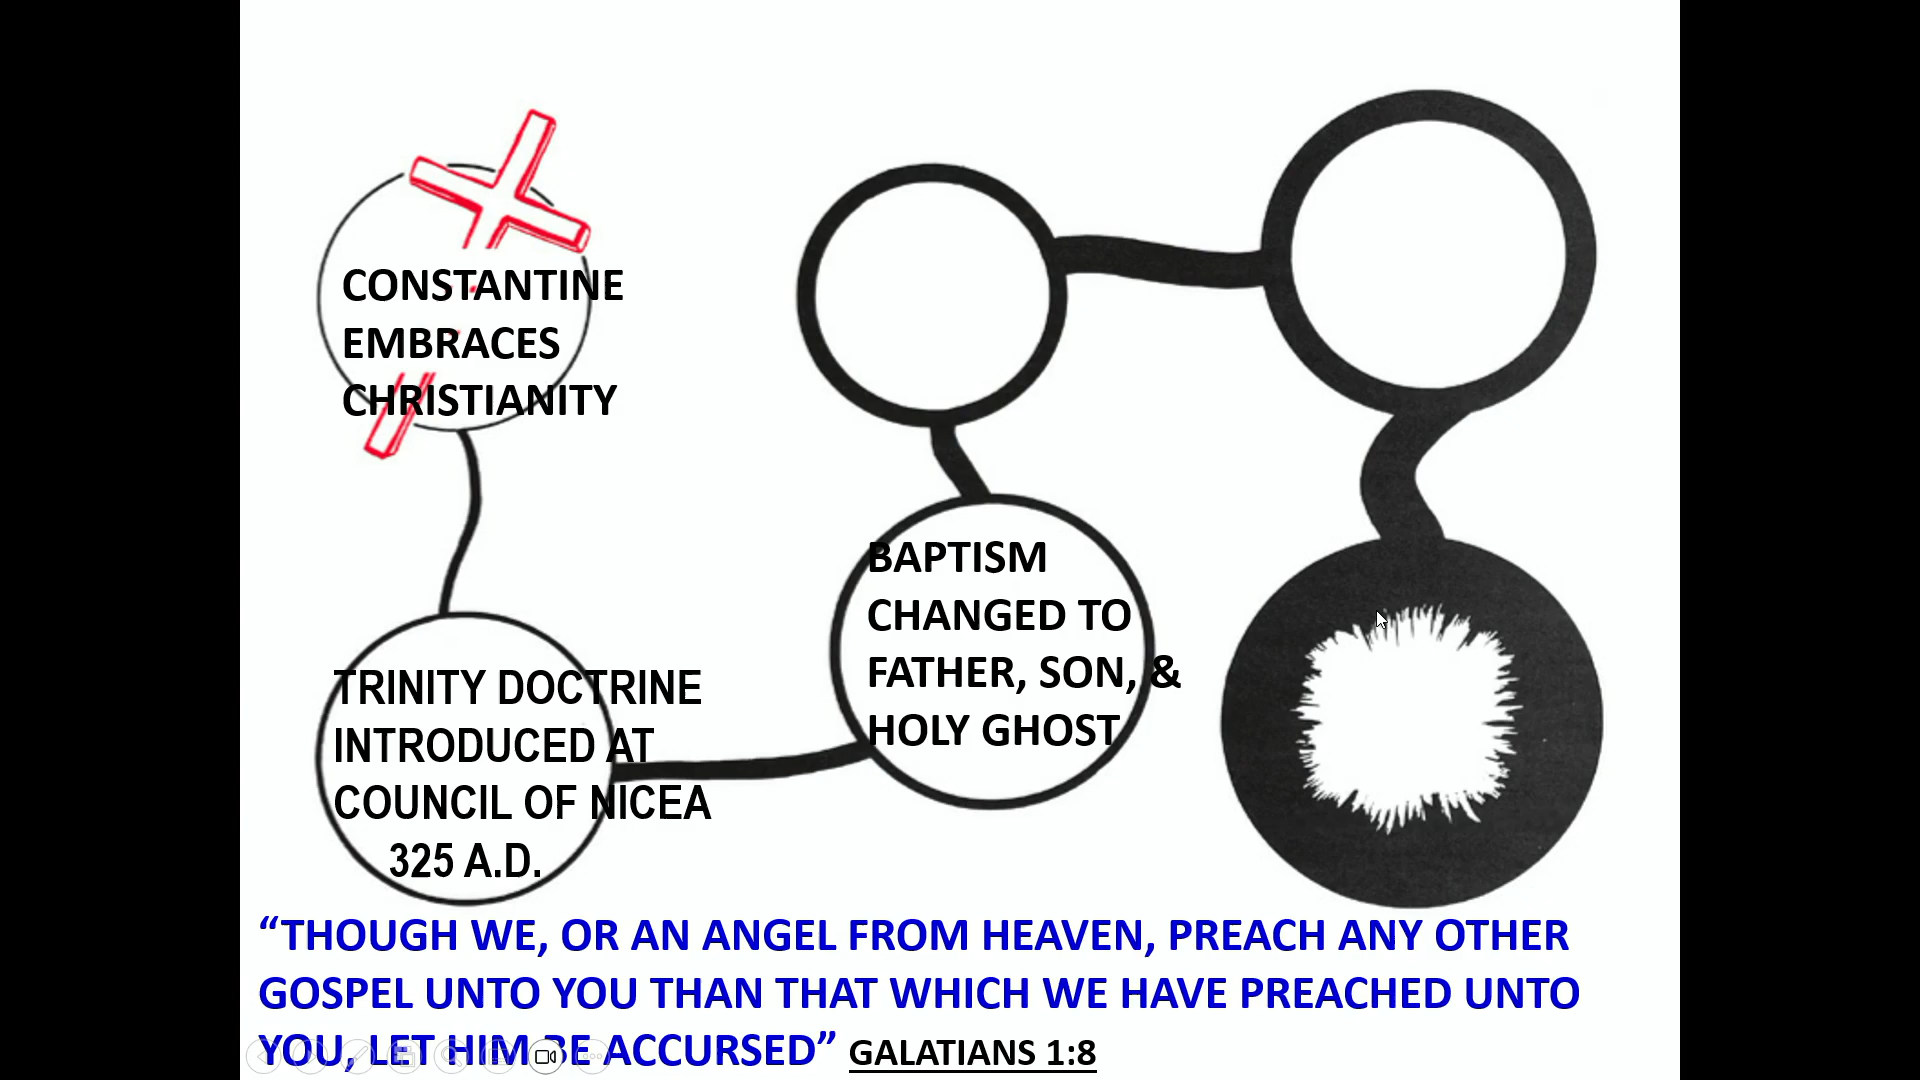 CONSTANTINE
EMBRACES
CHRISTIANITY
TRINITY DOCTRINE
INTRODUCED AT
COUNCIL OF NICEA
325 A.D.
BAPTISM
CHANGED TO
FATHER, SON, &
HOLY GHOST
“THOUGH WE, OR AN ANGEL FROM HEAVEN, PREACH ANY OTHER
GOSPEL UNTO YOU THAN THAT WHICH WE HAVE PREACHED UNTO
YOU, LET HIM BE ACCURSED” GALATIANS 1:8